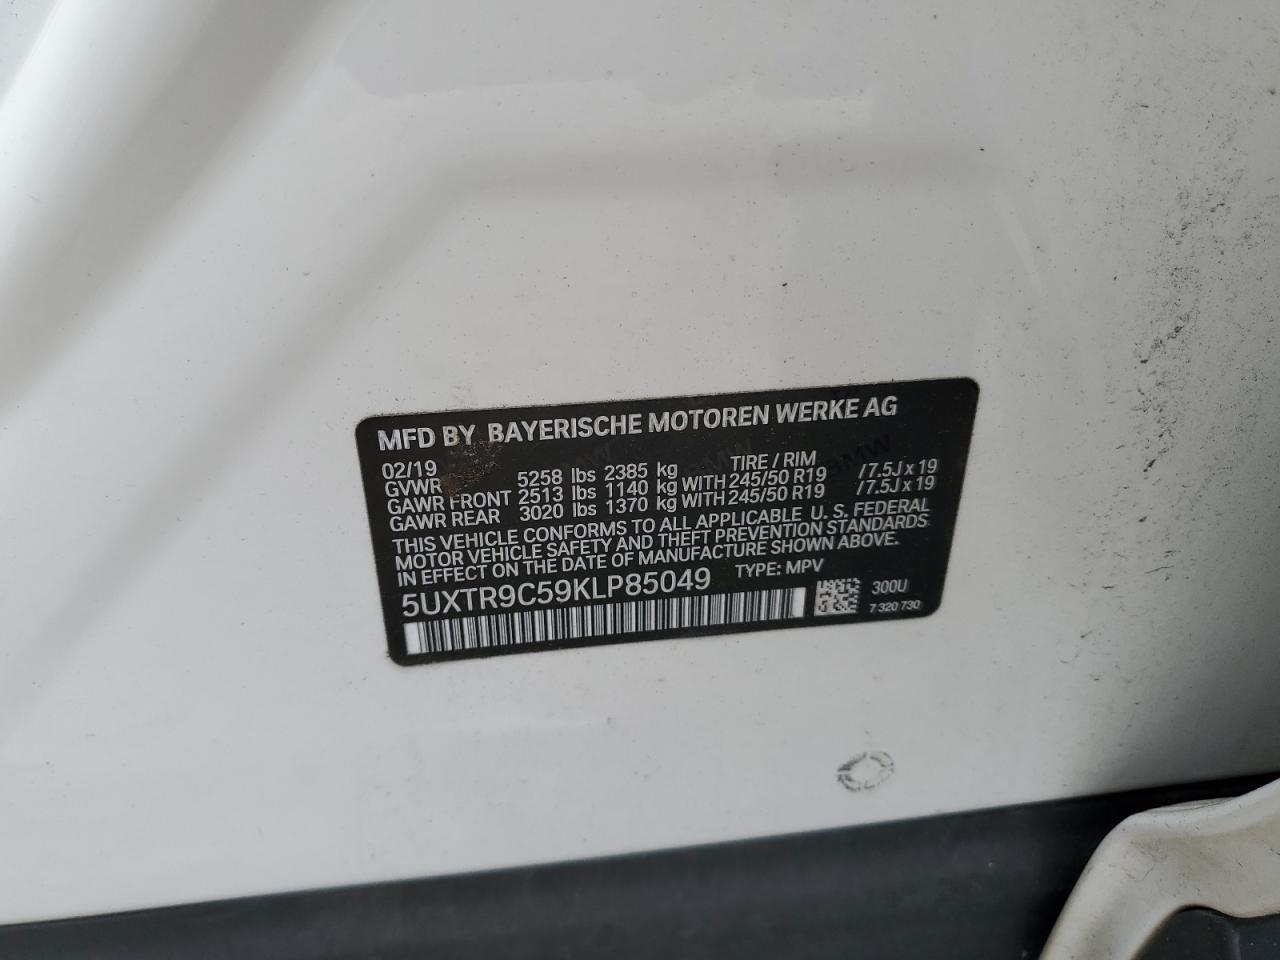 MFD BY BAYERISCHE MOTOREN WERKE AG
02/19 TIRE / RIM
GVWR 5258 lbs 2385 kg
GAWR FRONT 2513 lbs 1140 kg WITH 245/50 R19 /7.5J x 19
GAWR REAR 3020 lbs 1370 kg WITH 245/50 R19 /7.5J x 19
THIS VEHICLE CONFORMS TO ALL APPLICABLE U. S. FEDERAL
MOTOR VEHICLE SAFETY AND THEFT PREVENTION STANDARDS
IN EFFECT ON THE DATE OF MANUFACTURE SHOWN ABOVE.
5UXTR9C59KLP85049 TYPE: MPV
300U
7 320 730